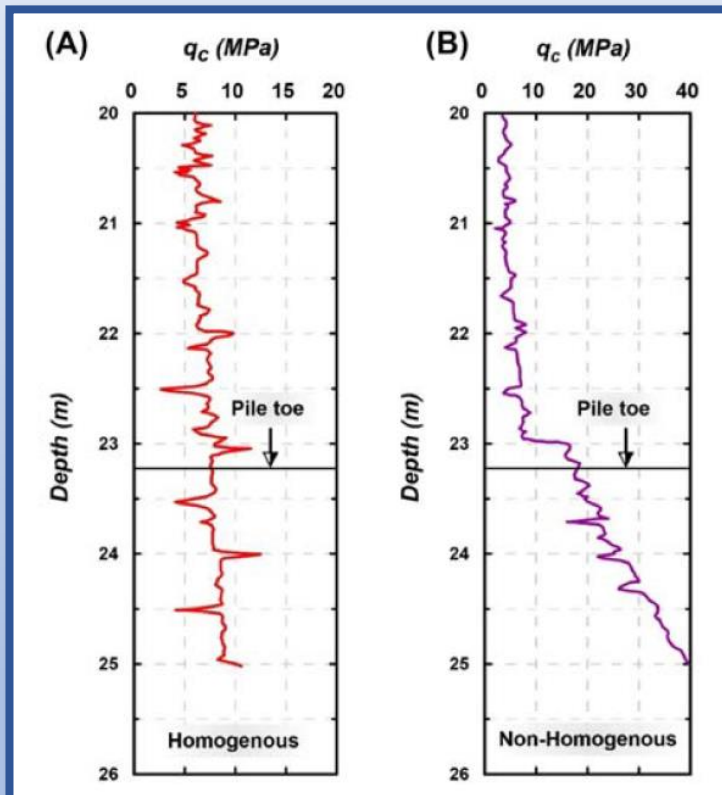 (A)
q_c (MPa)
0 5 10 15 20
20
21
22
23
24
25
26
Depth (m)
Pile toe
Homogenous
(B)
q_c (MPa)
0 10 20 30 40
20
21
22
23
24
25
26
Depth (m)
Pile toe
Non-Homogenous